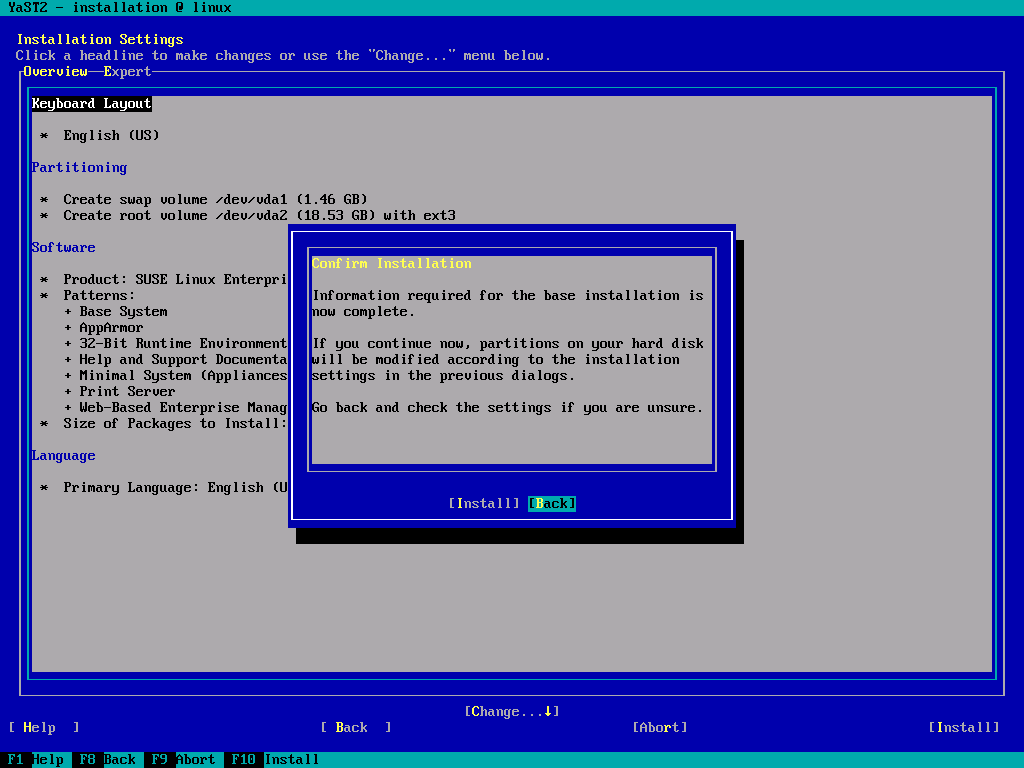 YaST2 - installation @ linux
Installation Settings
Click a headline to make changes or use the "Change..." menu below.
Overview Expert
Keyboard Layout
* English (US)
Partitioning
* Create swap volume /dev/vda1 (1.46 GB)
* Create root volume /dev/vda2 (18.53 GB) with ext3
Software
* Product: SUSE Linux Enterpri
* Patterns:
+ Base System
+ AppArmor
+ 32-Bit Runtime Environment
+ Help and Support Documenta
+ Minimal System (Appliances
+ Print Server
+ Web-Based Enterprise Manag
* Size of Packages to Install:
Language
* Primary Language: English (U
Confirm Installation
Information required for the base installation is
now complete.
If you continue now, partitions on your hard disk
will be modified according to the installation
settings in the previous dialogs.
Go back and check the settings if you are unsure.
[Install] [Back]
[Change...↓]
[ Help ] [ Back ] [Abort] [Install]
F1 Help F8 Back F9 Abort F10 Install